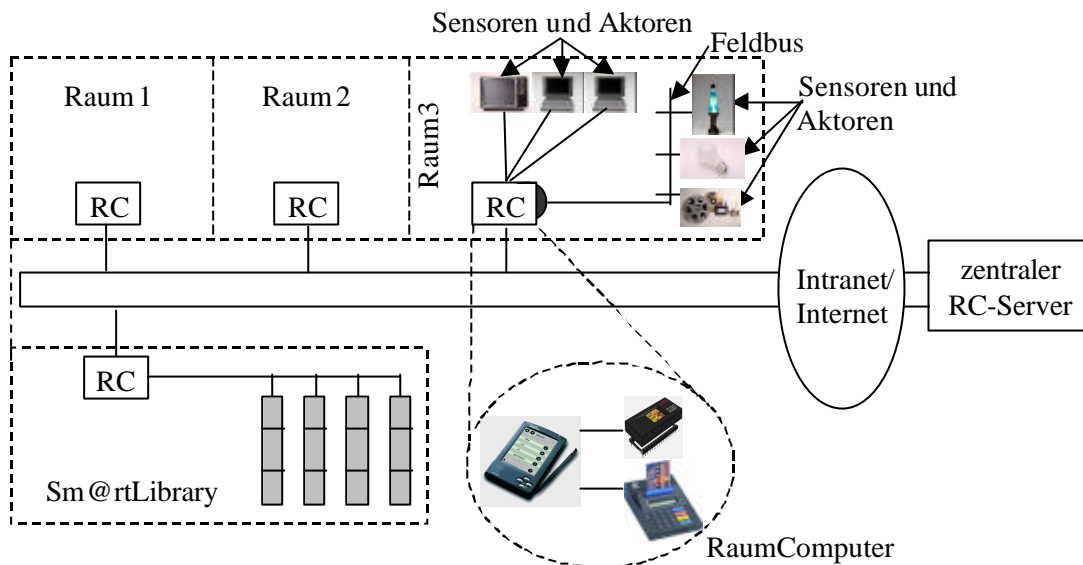 Sensoren und Aktoren
Feldbus
Raum 1
Raum 2
Raum3
Sensoren und
Aktoren
RC
RC
RC
Intranet/
Internet
zentraler
RC-Server
RC
Sm@rtLibrary
RaumComputer